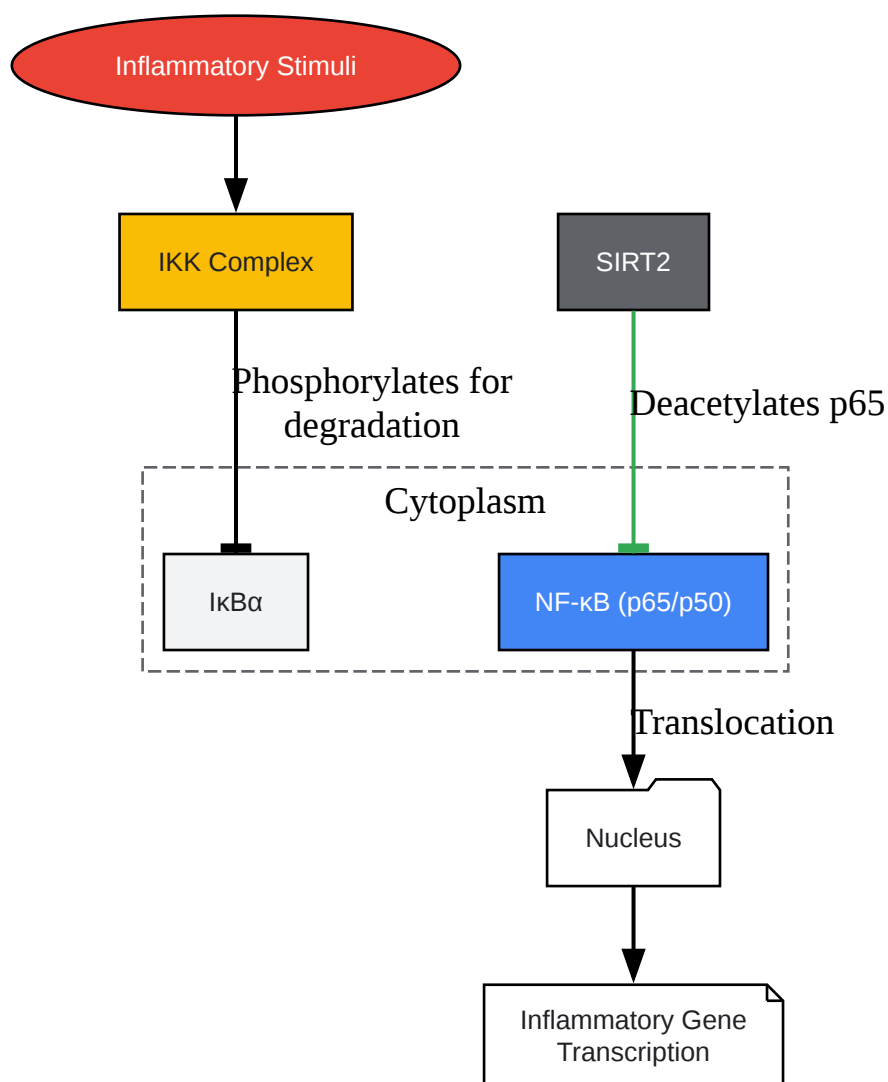 Inflammatory Stimuli
IKK Complex
SIRT2
Phosphorylates for
degradation
Deacetylates p65
Cytoplasm
IκBα
NF-κB (p65/p50)
Translocation
Nucleus
Inflammatory Gene
Transcription